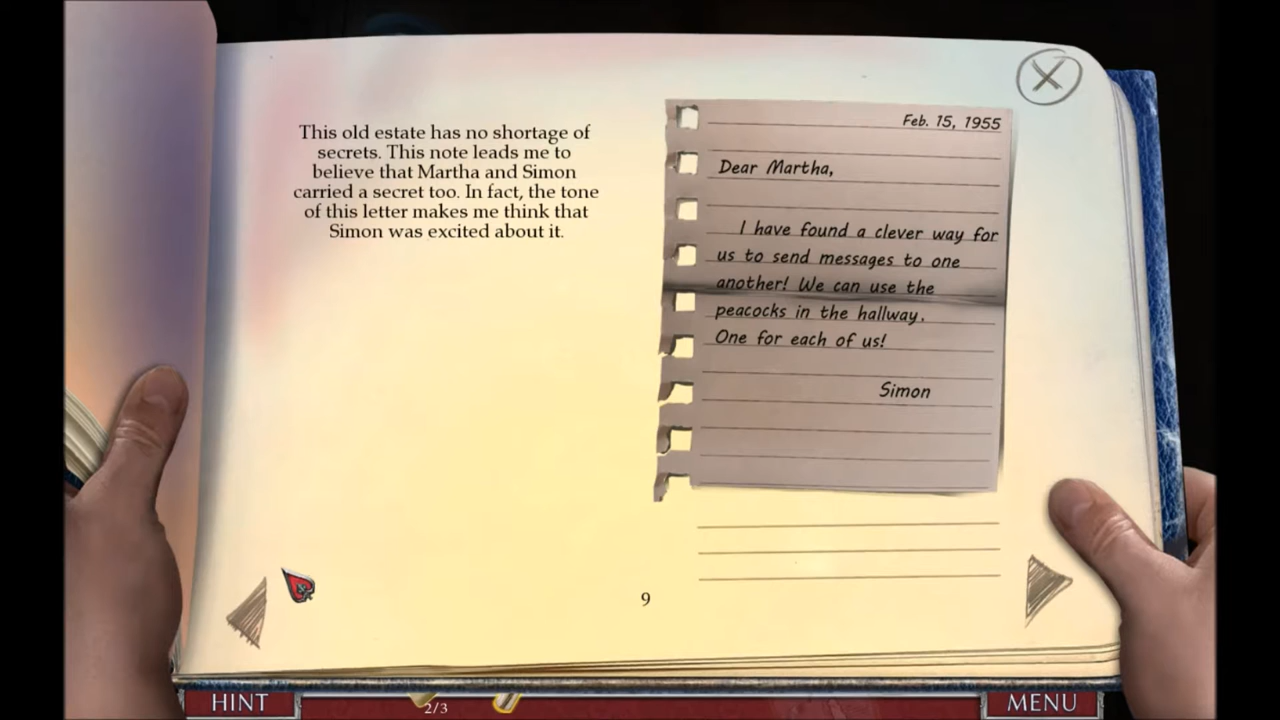 This old estate has no shortage of
secrets. This note leads me to
believe that Martha and Simon
carried a secret too. In fact, the tone
of this letter makes me think that
Simon was excited about it.
Feb. 15, 1955
Dear Martha,
I have found a clever way for
us to send messages to one
another! We can use the
peacocks in the hallway.
One for each of us!
Simon
9
HINT
2/3
MENU